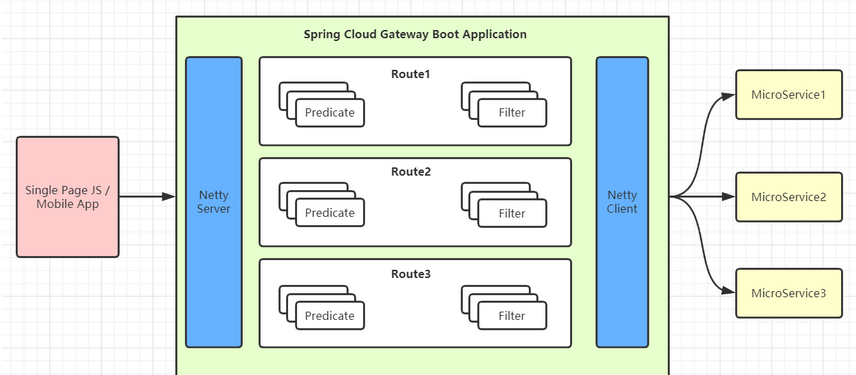 Spring Cloud Gateway Boot Application
Single Page JS /
Mobile App
Netty
Server
Route1
Predicate
Filter
Route2
Predicate
Filter
Route3
Predicate
Filter
Netty
Client
MicroService1
MicroService2
MicroService3